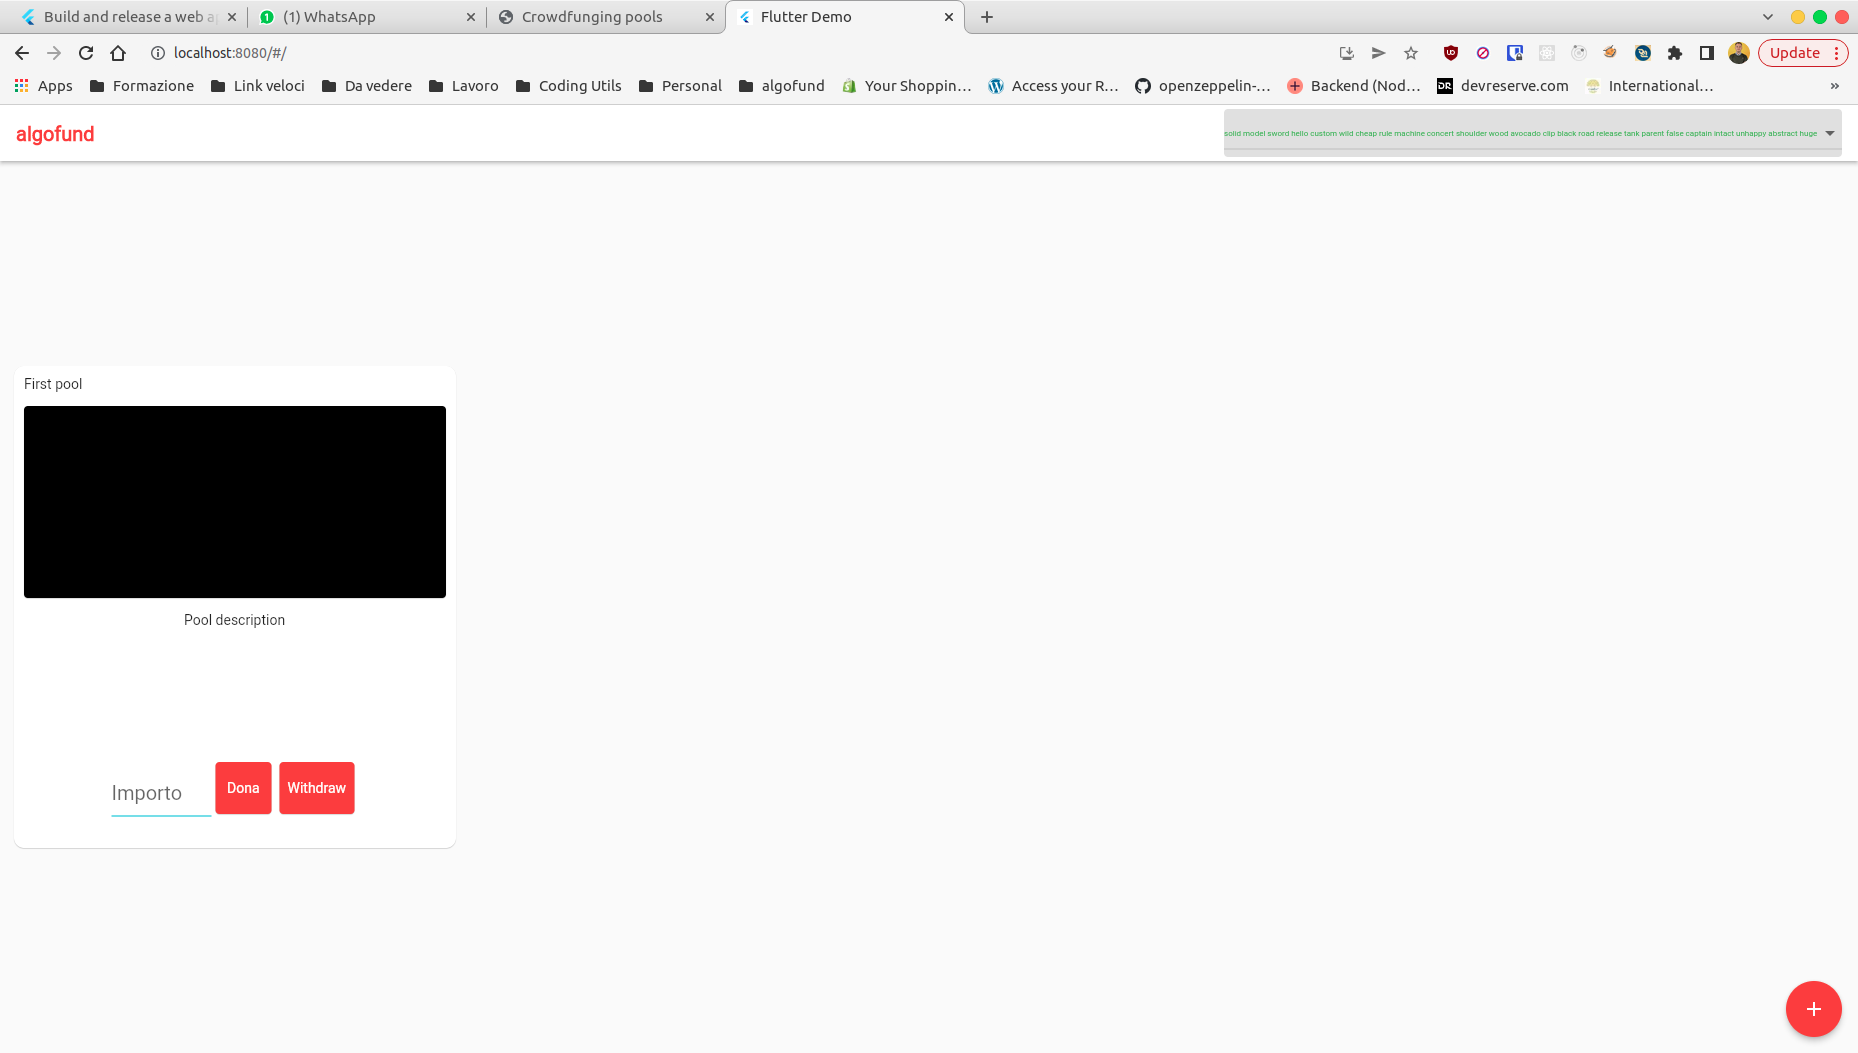 Build and release a web a
(1) WhatsApp
Crowdfunging pools
Flutter Demo
localhost:8080/#/
Update
Apps
Formazione
Link veloci
Da vedere
Lavoro
Coding Utils
Personal
algofund
Your Shoppin…
Access your R…
openzeppelin-…
Backend (Nod…
DR
devreserve.com
International…
»
algofund
solid model sword hello custom wild cheap rule machine concert shoulder wood avocado clip black road release tank parent false captain intact unhappy abstract huge
First pool
Pool description
Importo
Dona
Withdraw